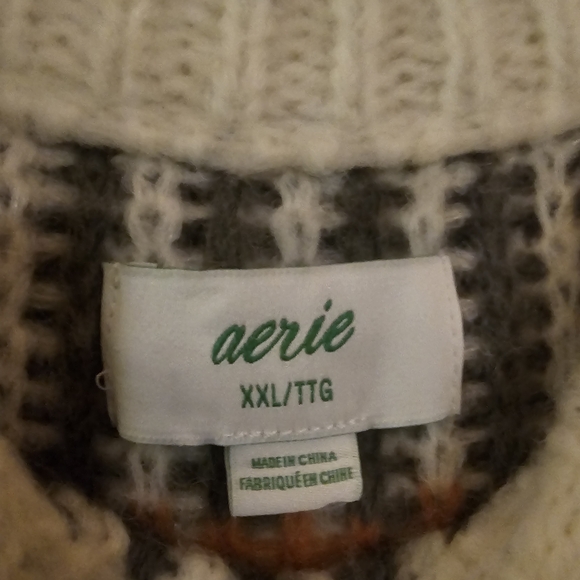 aerie
XXL/TTG
MADE IN CHINA
FABRIQUÉ EN CHINE